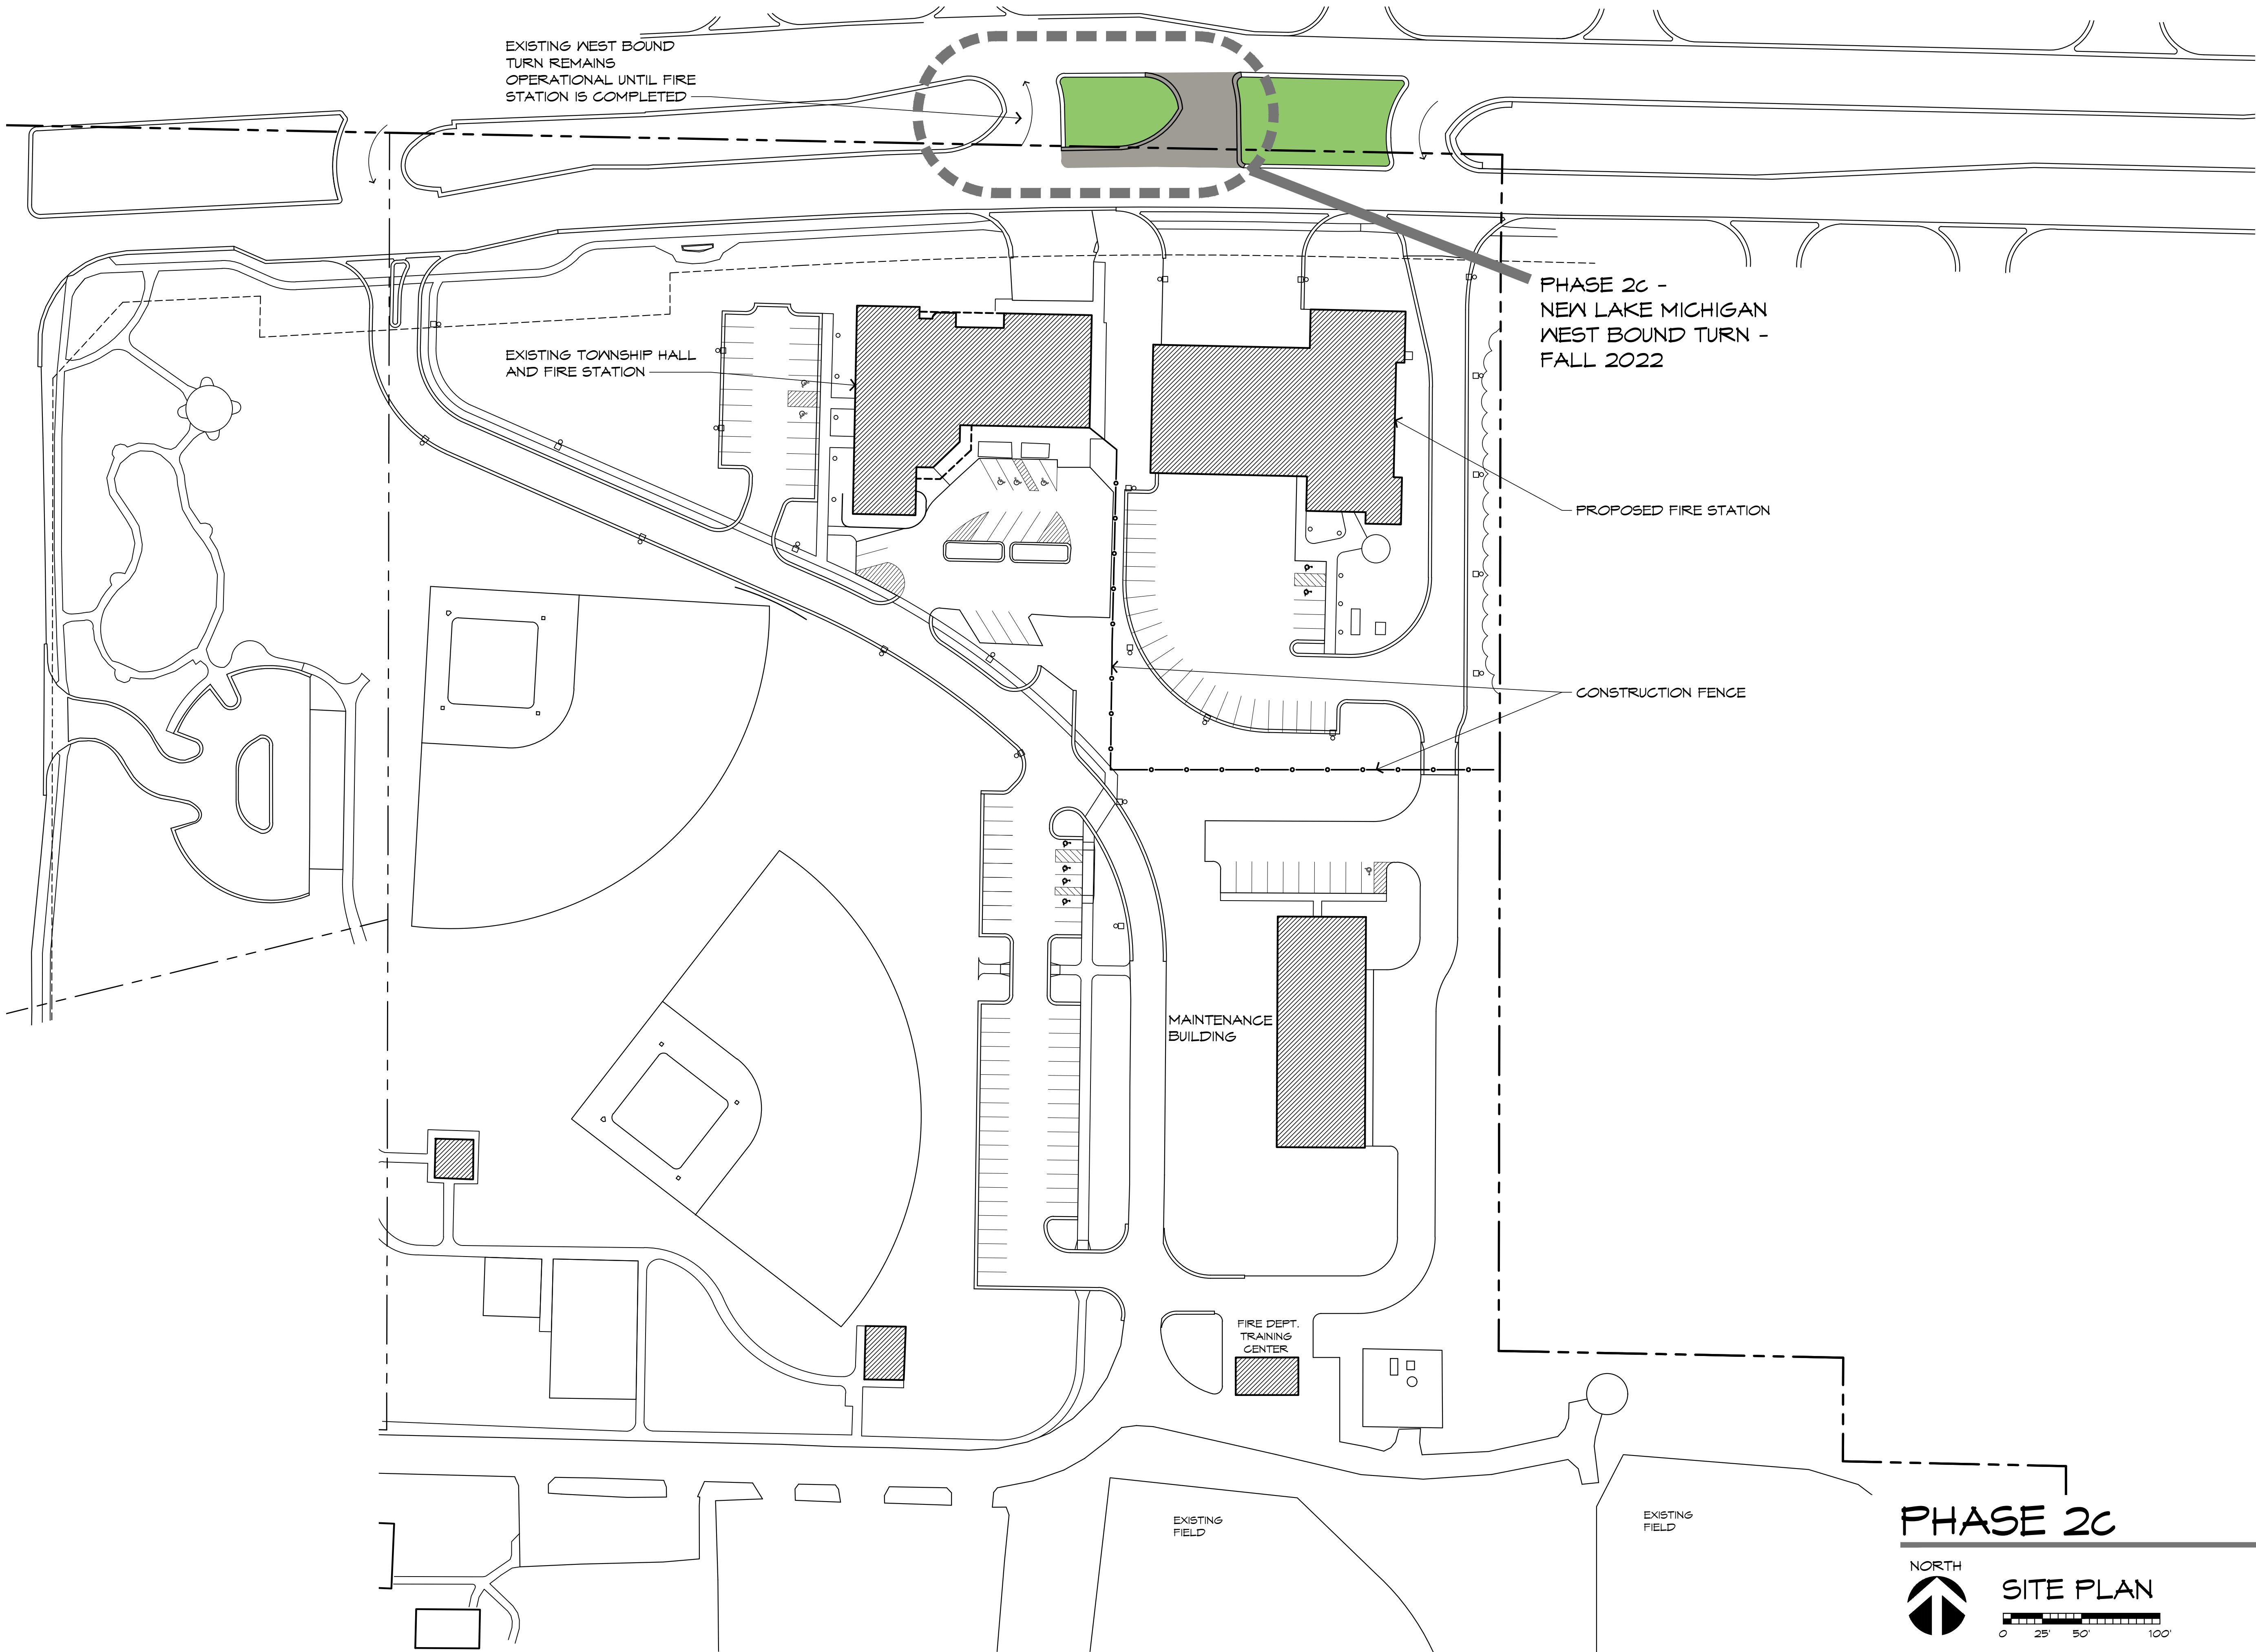 EXISTING WEST BOUND
TURN REMAINS
OPERATIONAL UNTIL FIRE
STATION IS COMPLETED
PHASE 2C -
NEW LAKE MICHIGAN
WEST BOUND TURN -
FALL 2022
EXISTING TOWNSHIP HALL
AND FIRE STATION
PROPOSED FIRE STATION
CONSTRUCTION FENCE
MAINTENANCE
BUILDING
FIRE DEPT.
TRAINING
CENTER
EXISTING
FIELD
EXISTING
FIELD
PHASE 2C
NORTH
SITE PLAN
0 25' 50' 100'